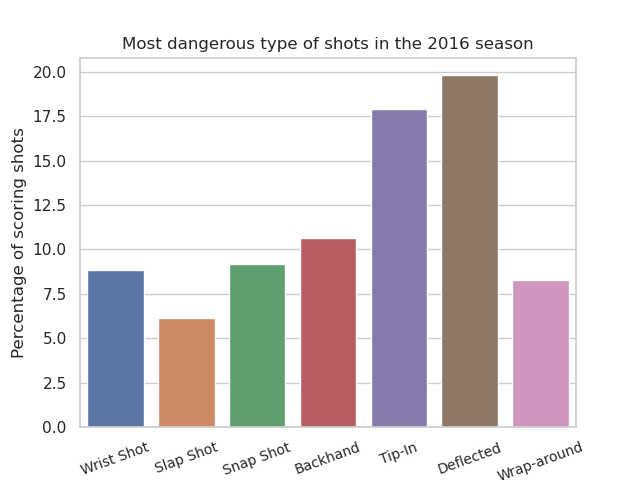 Most dangerous type of shots in the 2016 season
Percentage of scoring shots
20.0
17.5
15.0
12.5
10.0
7.5
5.0
2.5
0.0
Wrist Shot
Slap Shot
Snap Shot
Backhand
Tip-In
Deflected
Wrap-around